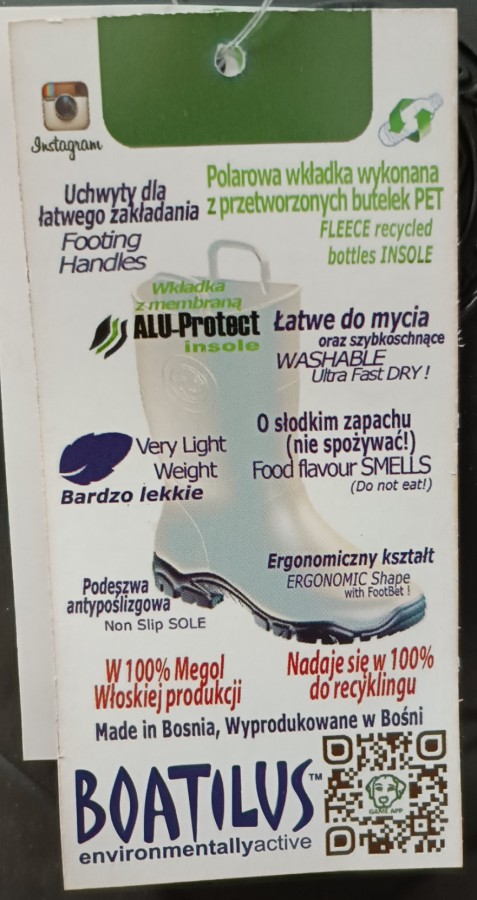 Instagram
Polarowa wkładka wykonana
z przetworzonych butelek PET
FLEECE recycled
bottles INSOLE
Uchwyty dla
łatwego zakładania
Footing
Handles
Wkładka
z membraną
ALU-Protect
insole
Łatwe do mycia
oraz szybkoschnące
WASHABLE
Ultra Fast DRY !
O słodkim zapachu
(nie spożywać!)
Food flavour SMELLS
(Do not eat!)
Very Light
Weight
Bardzo lekkie
Ergonomiczny kształt
ERGONOMIC Shape
with FootBet !
Podeszwa
antypoślizgowa
Non Slip SOLE
W 100% Megol
Włoskiej produkcji
Nadaje się w 100%
do recyklingu
Made in Bosnia, Wyprodukowane w Bośni
BOATILUS™
environmentallyactive
GAME APP